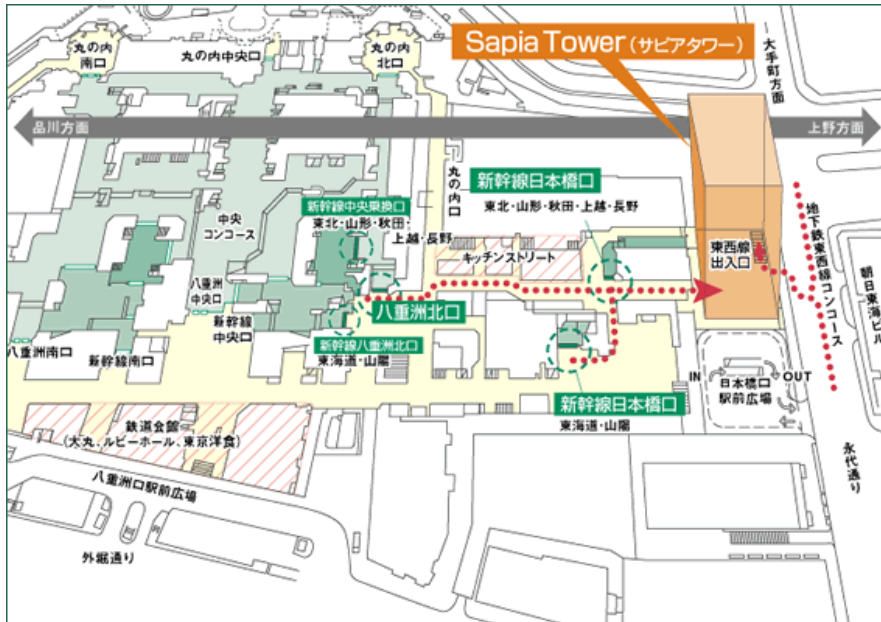 Sapia Tower(サピアタワー)
丸の内
南口
丸の内中央口
丸の内
北口
大手町方面
品川方面
上野方面
丸の内口
新幹線日本橋口
東北・山形・秋田・上越・長野
新幹線中央乗換口
東北・山形・秋田・
上越・長野
中央
コンコース
キッチンストリート
東西線
出入口
地下鉄東西線コンコース
朝日東海ビル
八重洲
中央口
八重洲北口
新幹線
中央口
新幹線八重洲北口
東海道・山陽
八重洲南口
新幹線南口
IN
OUT
日本橋口
駅前広場
新幹線日本橋口
東海道・山陽
鉄道会館
(大丸、ルビーホール、東京洋食)
永代通り
八重洲口駅前広場
外堀通り